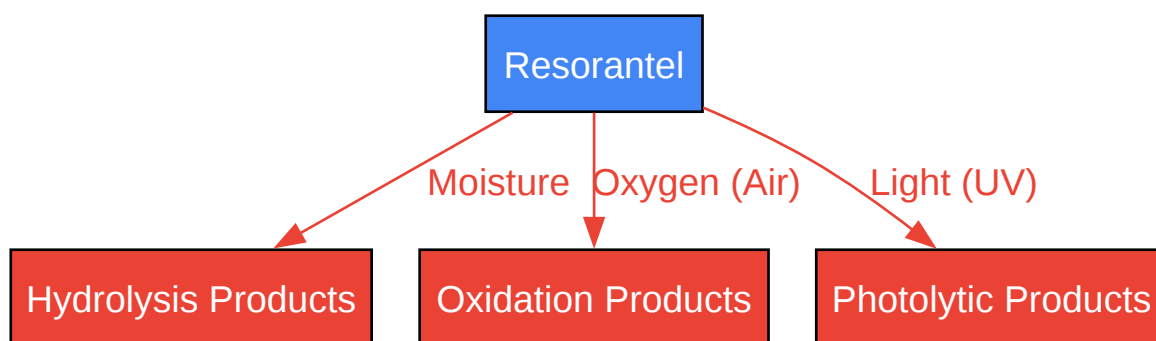 Resorantel
Moisture
Oxygen (Air)
Light (UV)
Hydrolysis Products
Oxidation Products
Photolytic Products